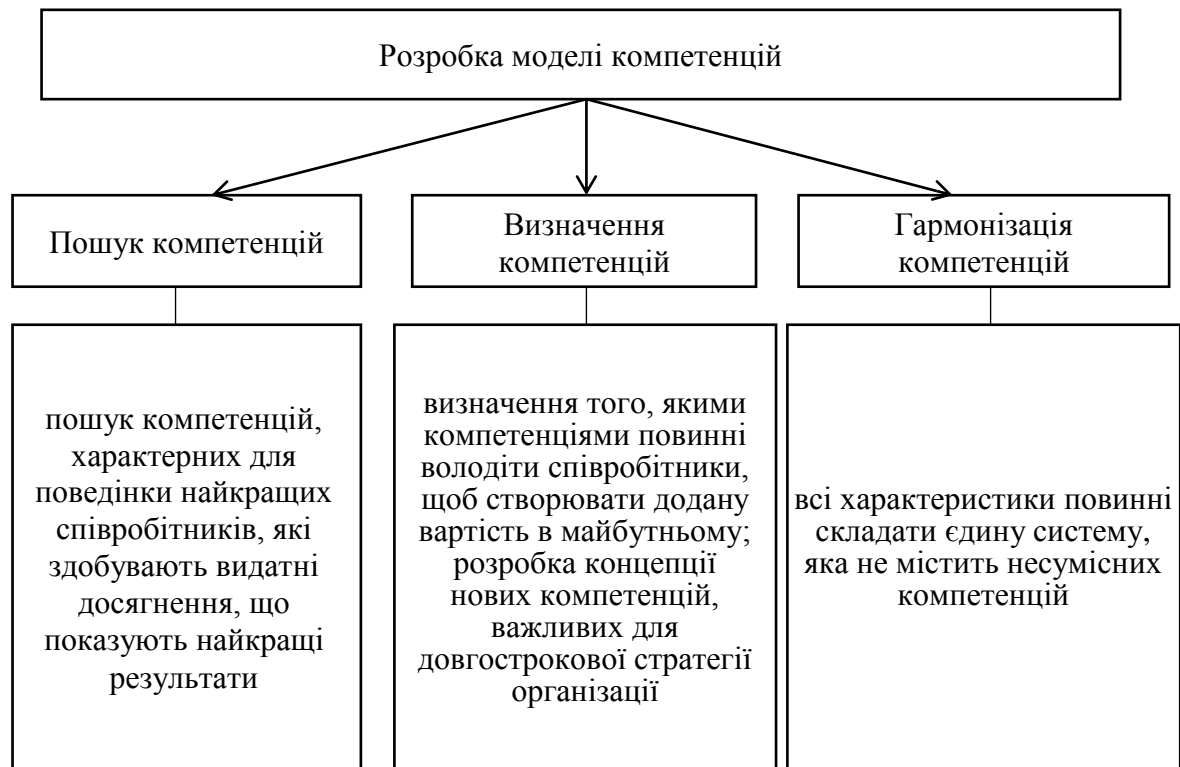 Розробка моделі компетенцій
Пошук компетенцій
Визначення
компетенцій
Гармонізація
компетенцій
пошук компетенцій,
характерних для
поведінки найкращих
співробітників, які
здобувають видатні
досягнення, що
показують найкращі
результати
визначення того, якими
компетенціями повинні
володіти співробітники,
щоб створювати додану
вартість в майбутньому;
розробка концепції
нових компетенцій,
важливих для
довгострокової стратегії
організації
всі характеристики повинні
складати єдину систему,
яка не містить несумісних
компетенцій